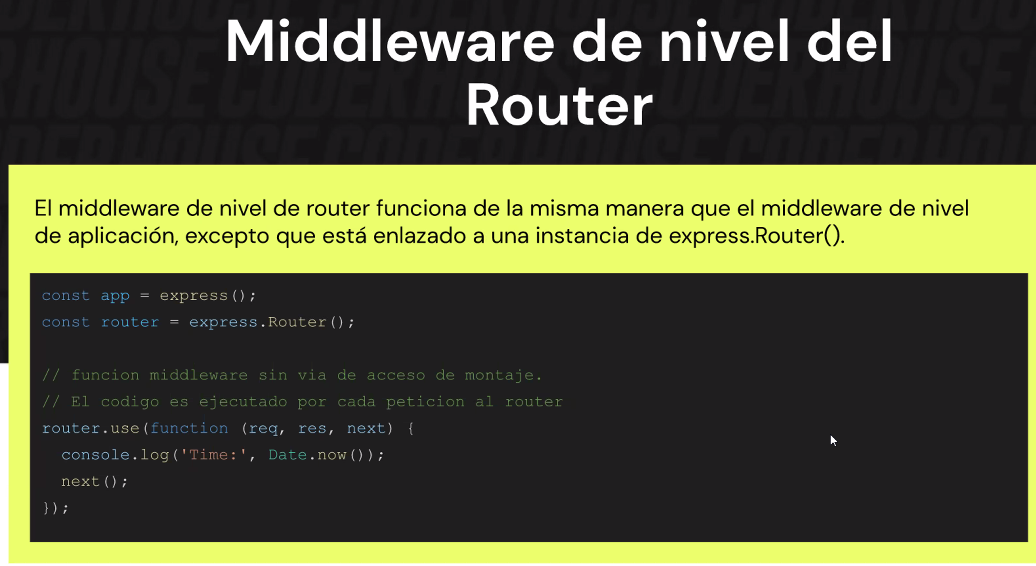 Middleware de nivel del
Router
El middleware de nivel de router funciona de la misma manera que el middleware de nivel
de aplicación, excepto que está enlazado a una instancia de express.Router().
const app = express();
const router = express.Router();
// funcion middleware sin via de acceso de montaje.
// El codigo es ejecutado por cada peticion al router
router.use(function (req, res, next) {
  console.log('Time:', Date.now());
  next();
});